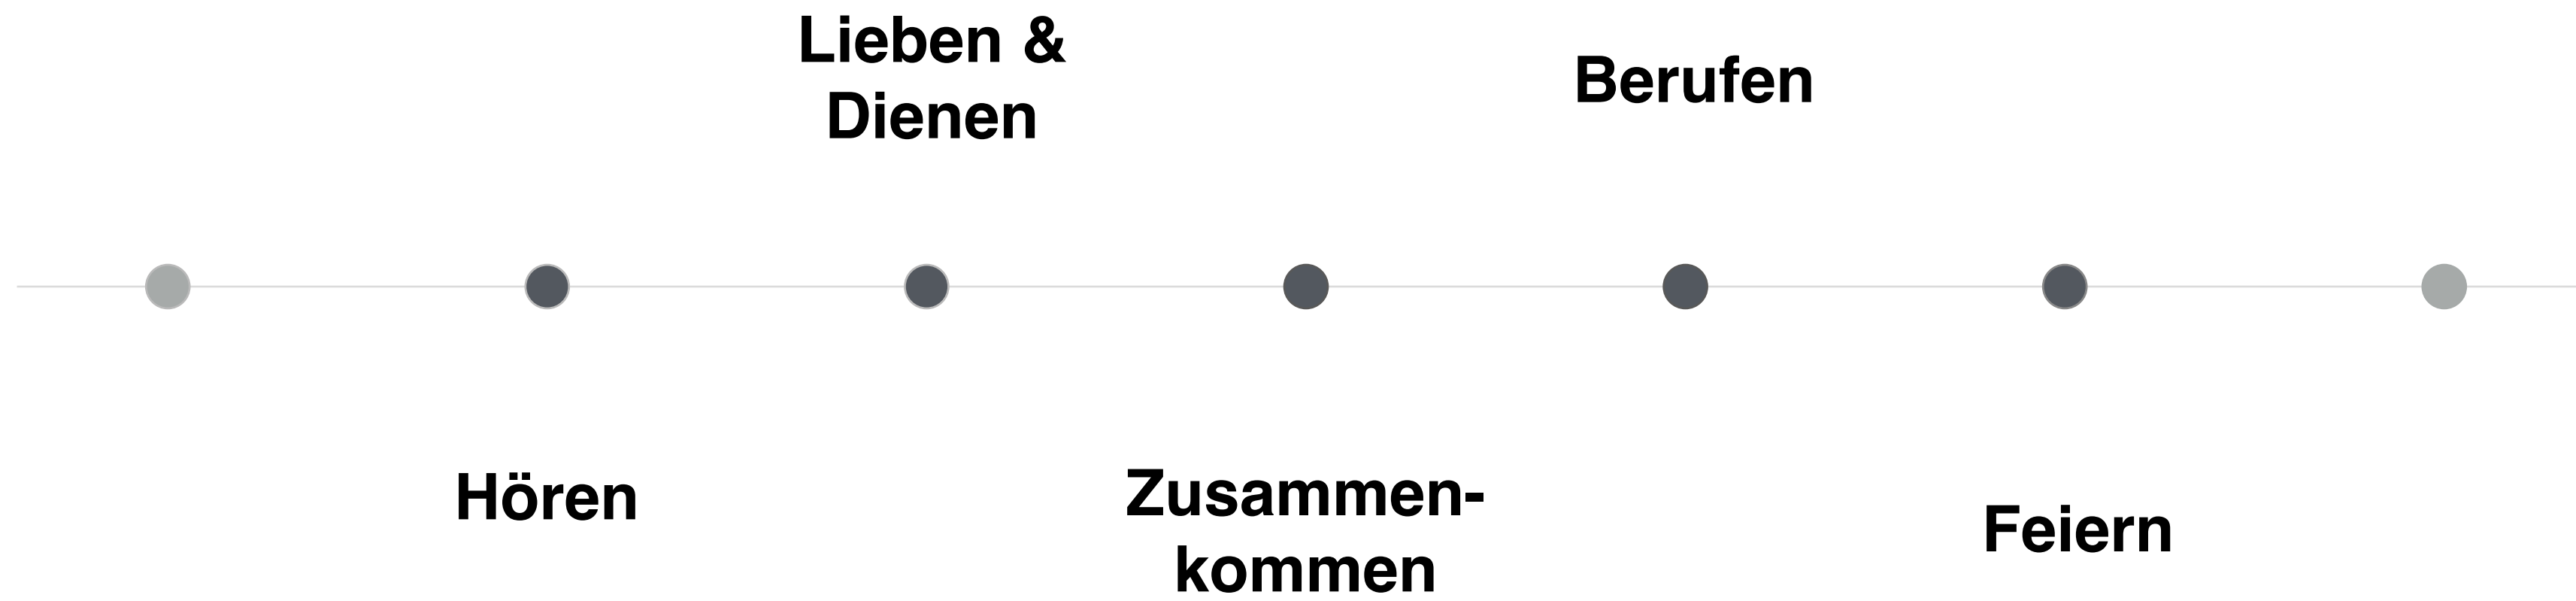 Lieben &
Dienen
Berufen
Hören
Zusammen-
kommen
Feiern